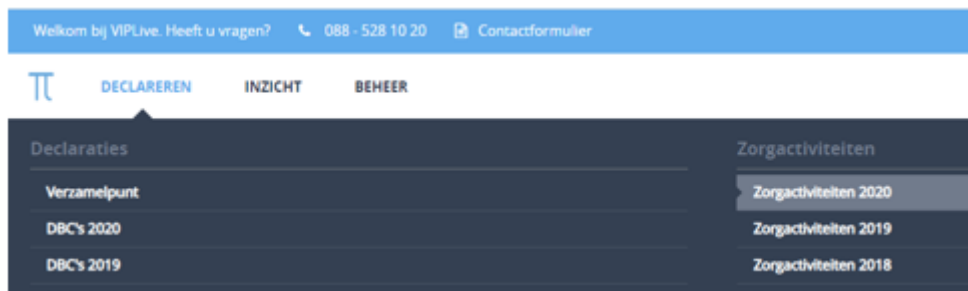 Welkom bij VIPLive. Heeft u vragen? 088 - 528 10 20 Contactformulier
DECLAREREN INZICHT BEHEER
Declaraties
Verzamelpunt
DBC's 2020
DBC's 2019
Zorgactiviteiten
Zorgactiviteiten 2020
Zorgactiviteiten 2019
Zorgactiviteiten 2018